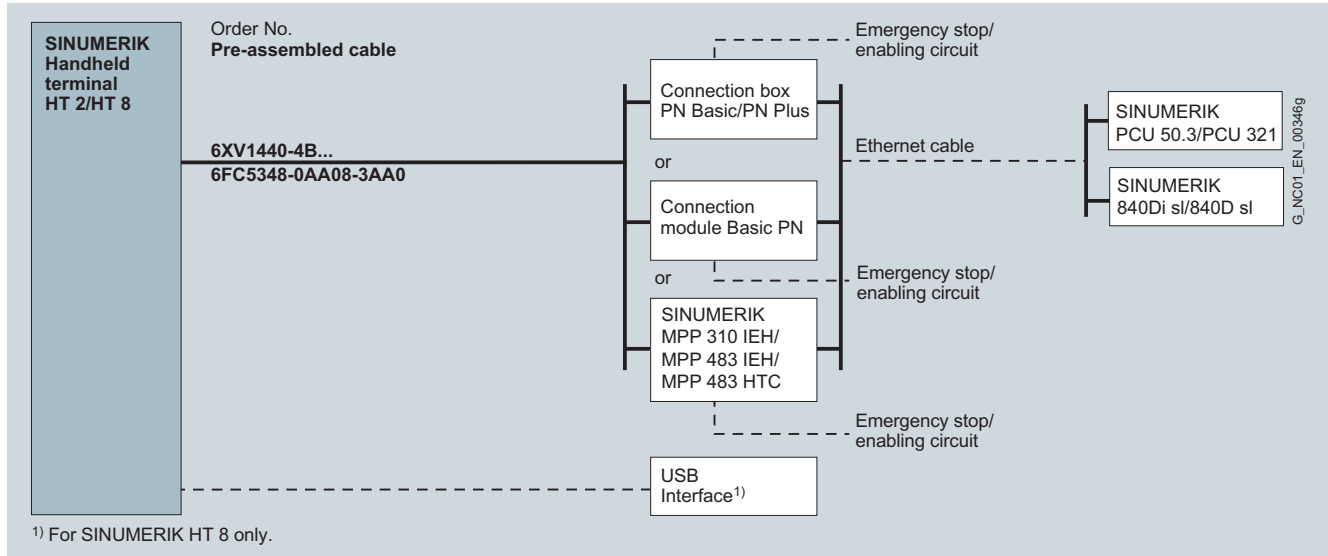 SINUMERIK
Handheld
terminal
HT 2/HT 8
Order No.
Pre-assembled cable
6XV1440-4B...
6FC5348-0AA08-3AA0
Emergency stop/
enabling circuit
Connection box
PN Basic/PN Plus
or
Connection
module Basic PN
or
Emergency stop/
enabling circuit
SINUMERIK
MPP 310 IEH/
MPP 483 IEH/
MPP 483 HTC
Emergency stop/
enabling circuit
USB
Interface1)
Ethernet cable
SINUMERIK
PCU 50.3/PCU 321
SINUMERIK
840Di sl/840D sl
G_NC01_EN_00346g
1) For SINUMERIK HT 8 only.